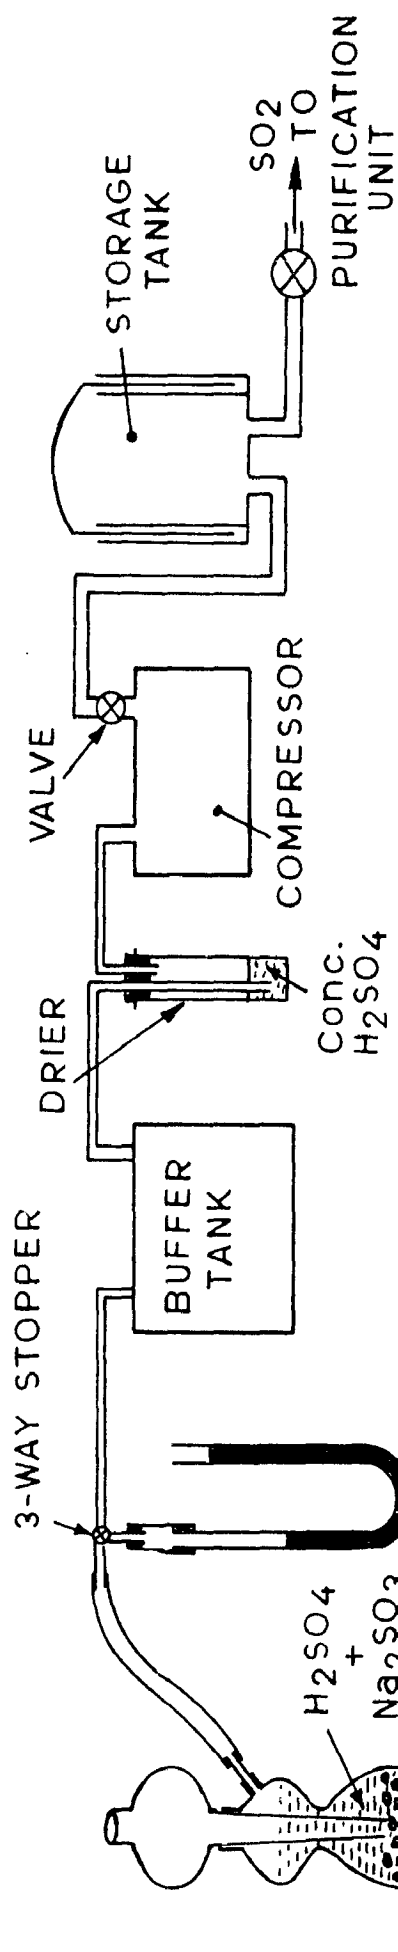 H2SO4
+
Na2SO3
3-WAY STOPPER
BUFFER
TANK
DRIER
Conc.
H2SO4
VALVE
COMPRESSOR
STORAGE
TANK
SO2
TO
PURIFICATION
UNIT